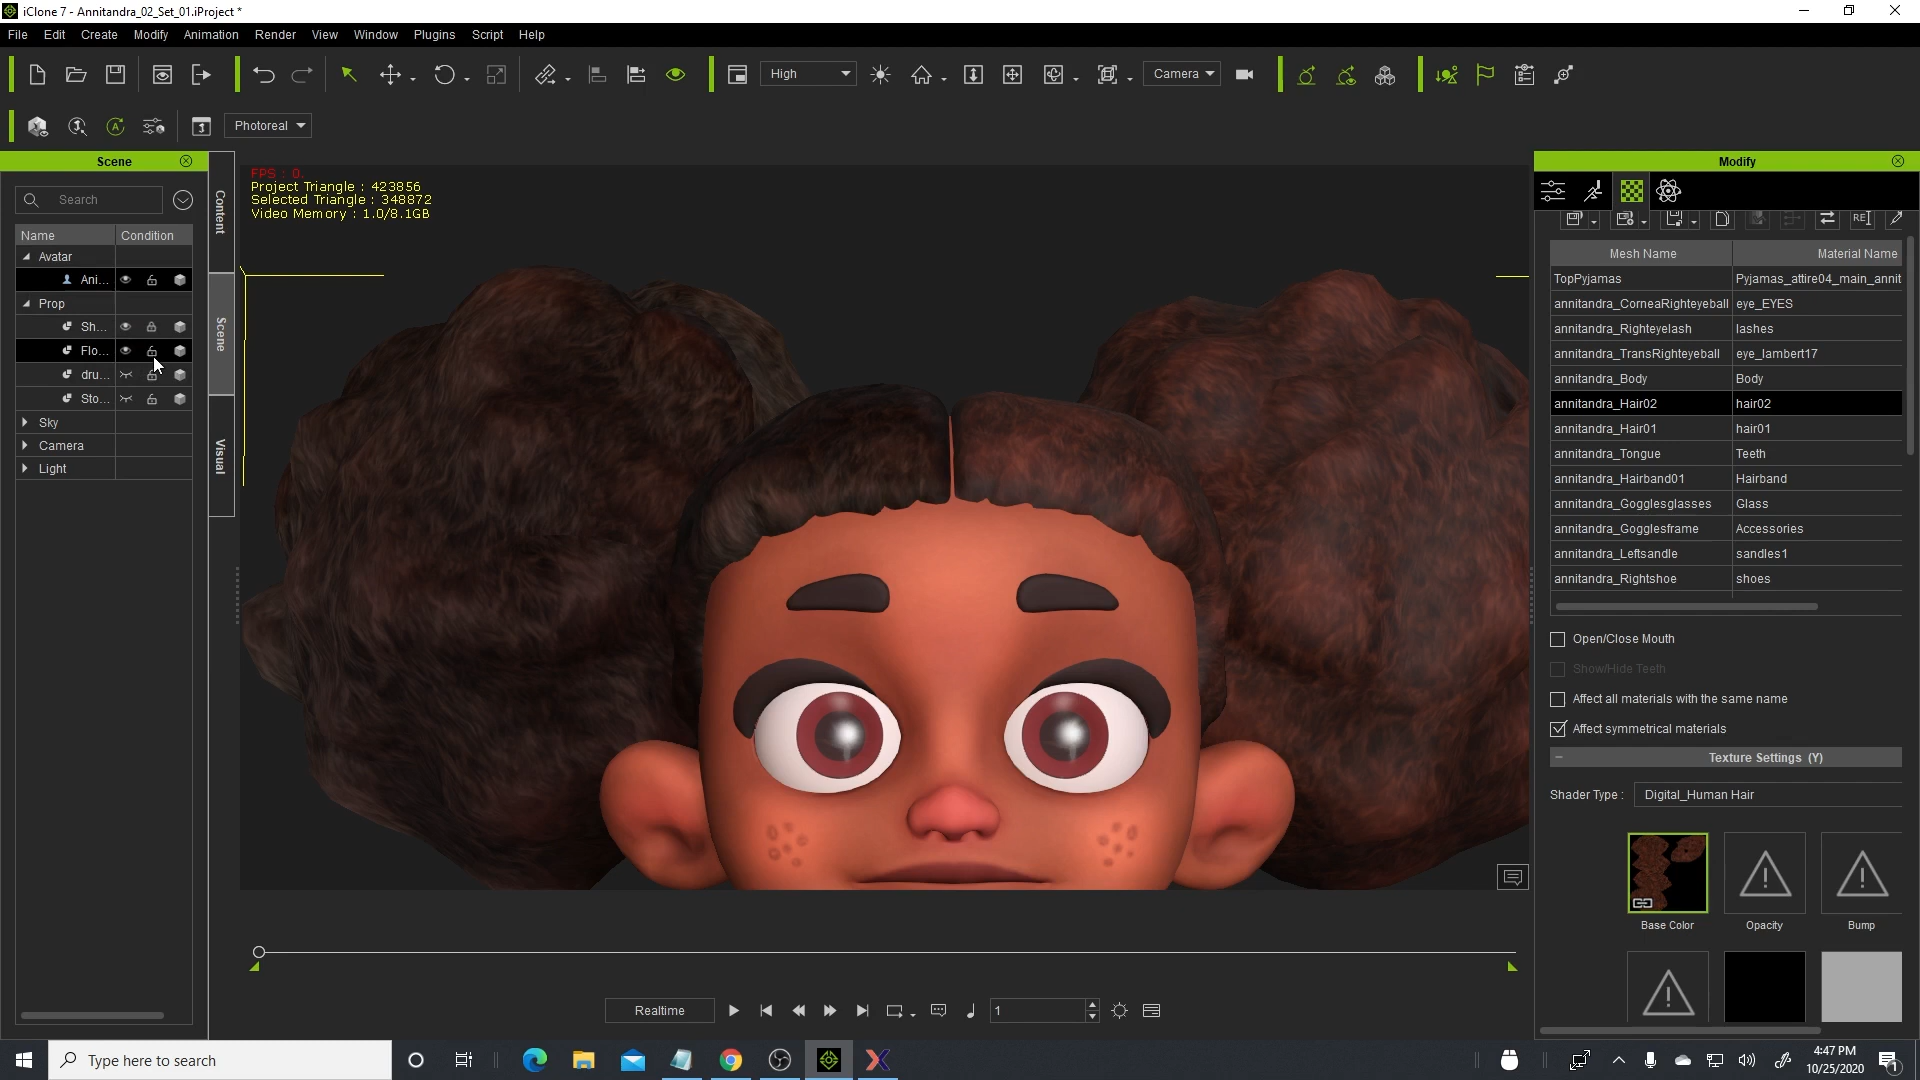 iClone 7 - Annitandra_02_Set_01.iProject *
File Edit Create Modify Animation Render View Window Plugins Script Help
High
Camera
Photoreal
Scene
Search
Name Condition
Avatar
Ani...
Prop
Sh...
Flo...
dru...
Sto...
Sky
Camera
Light
Content
Scene
Visual
FPS : 0.
Project Triangle : 423856
Selected Triangle : 348872
Video Memory : 1.0/8.1GB
Realtime
1
Modify
REI
Mesh Name Material Name
TopPyjamas Pyjamas_attire04_main_annit
annitandra_CorneaRighteyeball eye_EYES
annitandra_Righteyelash lashes
annitandra_TransRighteyeball eye_lambert17
annitandra_Body Body
annitandra_Hair02 hair02
annitandra_Hair01 hair01
annitandra_Tongue Teeth
annitandra_Hairband01 Hairband
annitandra_Gogglesglasses Glass
annitandra_Gogglesframe Accessories
annitandra_Leftsandle sandles1
annitandra_Rightshoe shoes
Open/Close Mouth
Show/Hide Teeth
Affect all materials with the same name
Affect symmetrical materials
Texture Settings (Y)
Shader Type : Digital_Human Hair
Base Color Opacity Bump
Type here to search
4:47 PM
10/25/2020
1